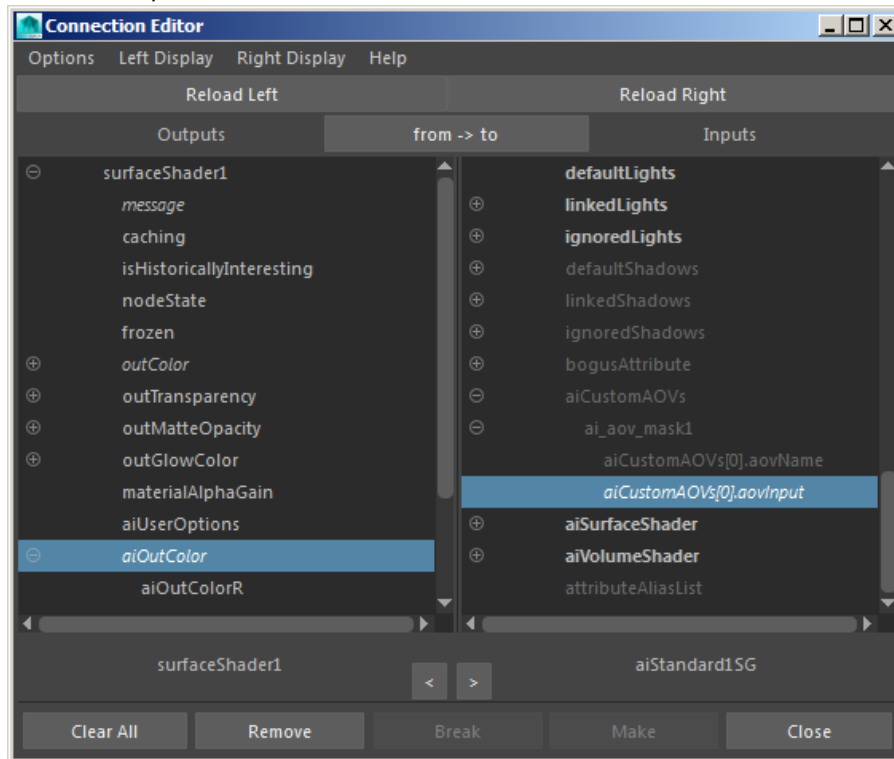 Connection Editor
Options Left Display Right Display Help
Reload Left Reload Right
Outputs from -> to Inputs
surfaceShader1 defaultLights
message linkedLights
caching ignoredLights
isHistoricallyInteresting defaultShadows
nodeState linkedShadows
frozen ignoredShadows
outColor bogusAttribute
outTransparency aiCustomAOVs
outMatteOpacity ai_aov_mask1
outGlowColor aiCustomAOVs[0].aovName
materialAlphaGain aiCustomAOVs[0].aovInput
aiUserOptions aiSurfaceShader
aiOutColor aiVolumeShader
aiOutColorR attributeAliasList
surfaceShader1 < > aiStandard1SG
Clear All Remove Break Make Close